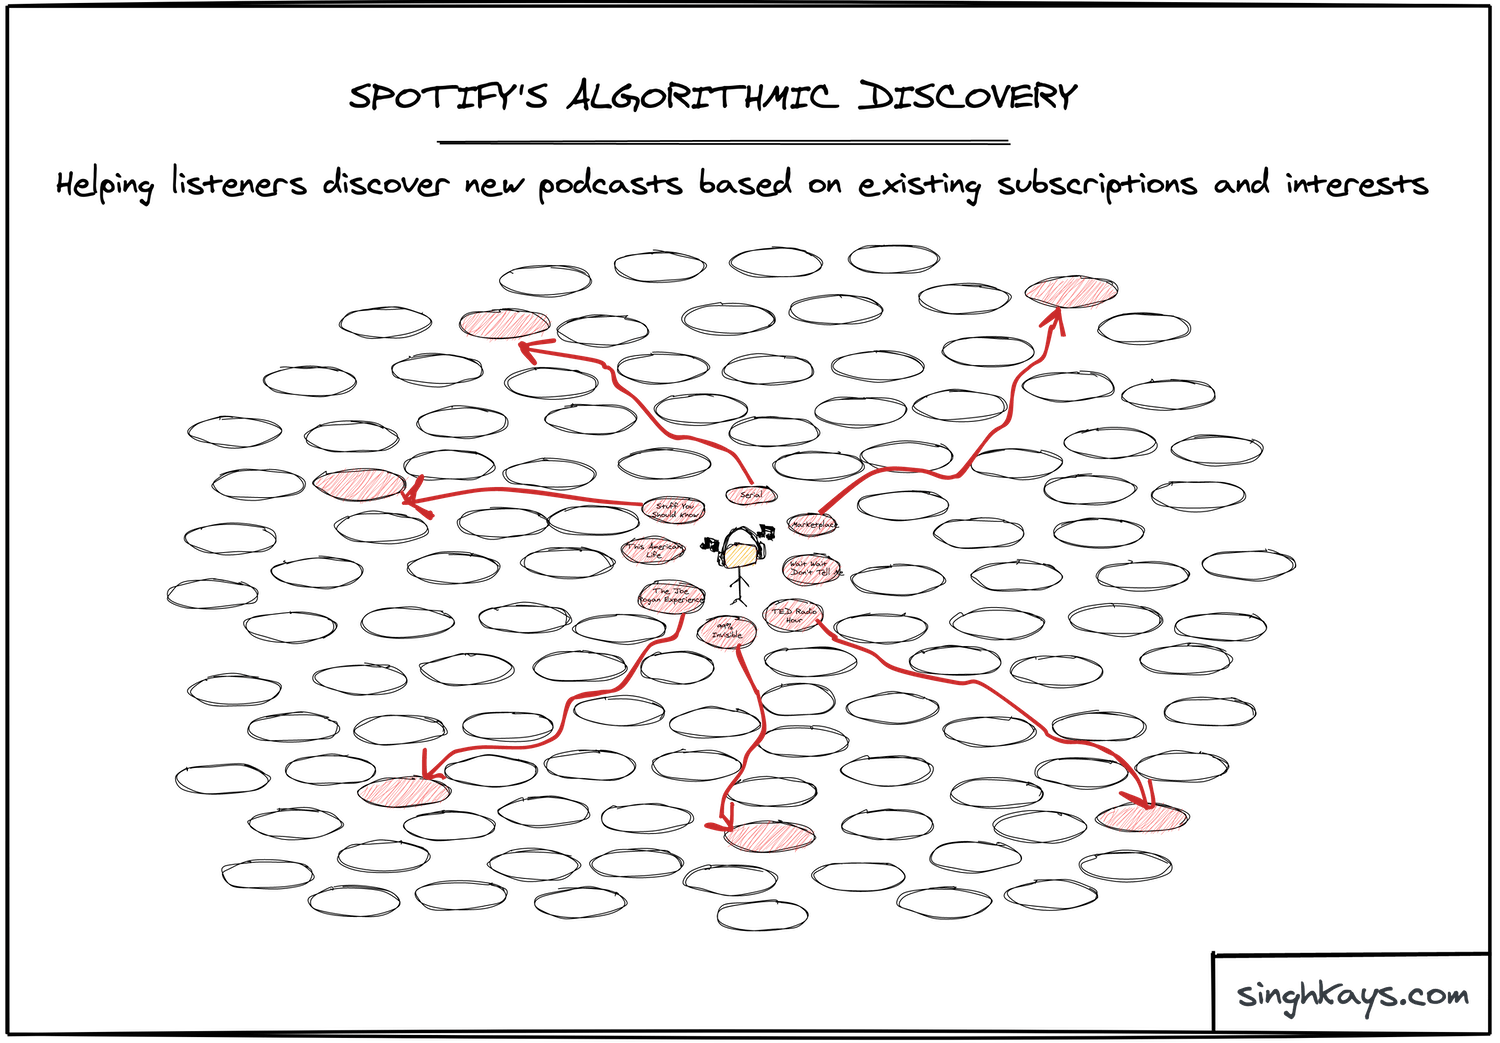 SPOTIFY'S ALGORITHMIC DISCOVERY
Helping listeners discover new podcasts based on existing subscriptions and interests
Serial
Stuff You
Should Know
Marketplace
This American
Life
Wait Wait
Don't Tell Me
The Joe
Rogan Experience
TED Radio
Hour
99%
Invisible
singhkays.com